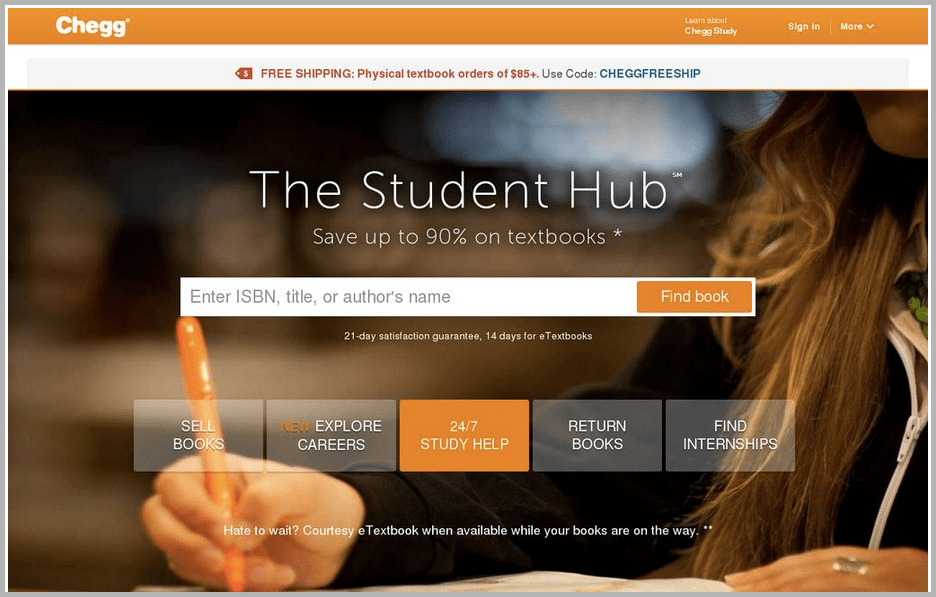 Chegg®
Learn about
Chegg Study
Sign In
More
$ FREE SHIPPING: Physical textbook orders of $85+. Use Code: CHEGGFREESHIP
The Student Hub℠
Save up to 90% on textbooks *
Enter ISBN, title, or author's name
Find book
21-day satisfaction guarantee, 14 days for eTextbooks
SELL
BOOKS
NEW EXPLORE
CAREERS
24/7
STUDY HELP
RETURN
BOOKS
FIND
INTERNSHIPS
Hate to wait? Courtesy eTextbook when available while your books are on the way. **